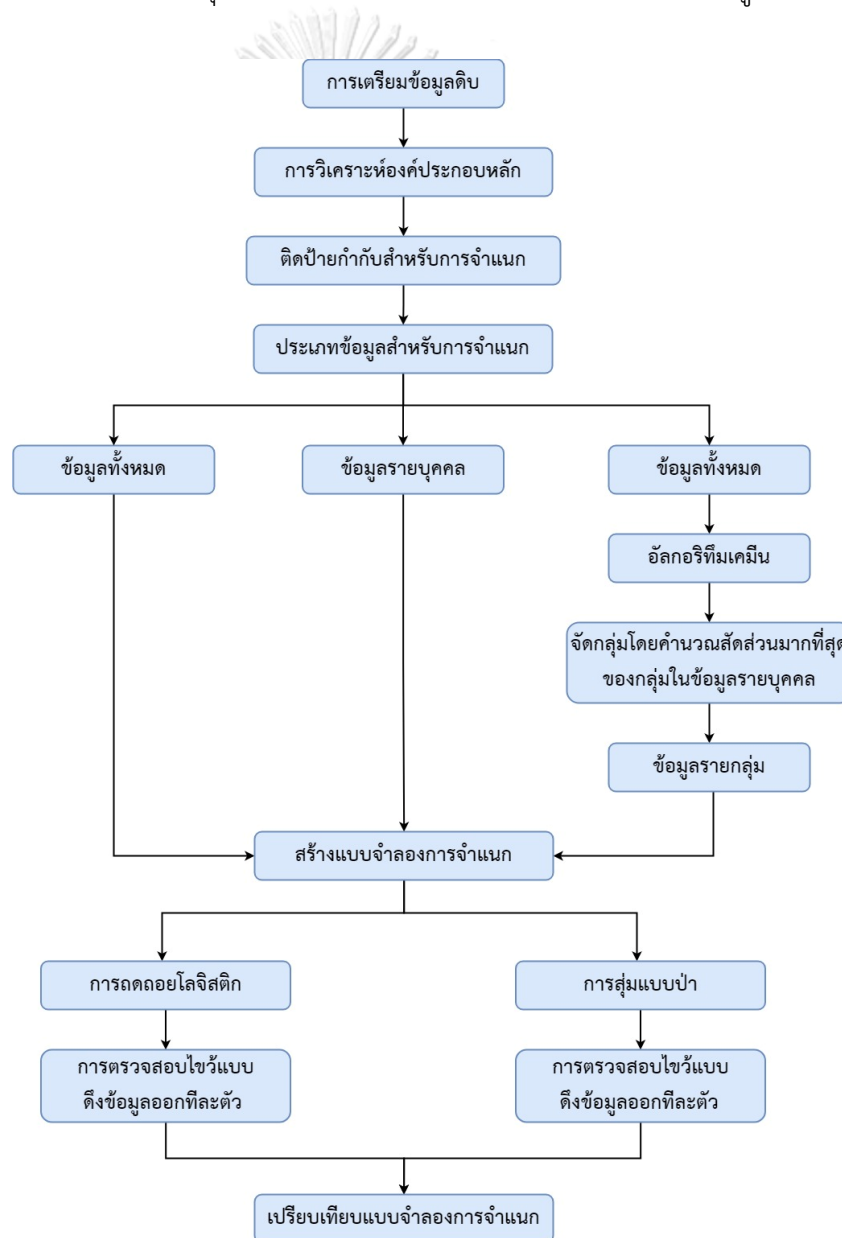 การเตรียมข้อมูลดิบ
การวิเคราะห์องค์ประกอบหลัก
ติดป้ายกำกับสำหรับการจำแนก
ประเภทข้อมูลสำหรับการจำแนก
ข้อมูลทั้งหมด
ข้อมูลรายบุคคล
ข้อมูลทั้งหมด
อัลกอริทึมเคมีน
จัดกลุ่มโดยคำนวณสัดส่วนมากที่สุด
ของกลุ่มในข้อมูลรายบุคคล
ข้อมูลรายกลุ่ม
สร้างแบบจำลองการจำแนก
การถดถอยโลจิสติก
การสุ่มแบบป่า
การตรวจสอบไขว้แบบ
ดึงข้อมูลออกทีละตัว
การตรวจสอบไขว้แบบ
ดึงข้อมูลออกทีละตัว
เปรียบเทียบแบบจำลองการจำแนก